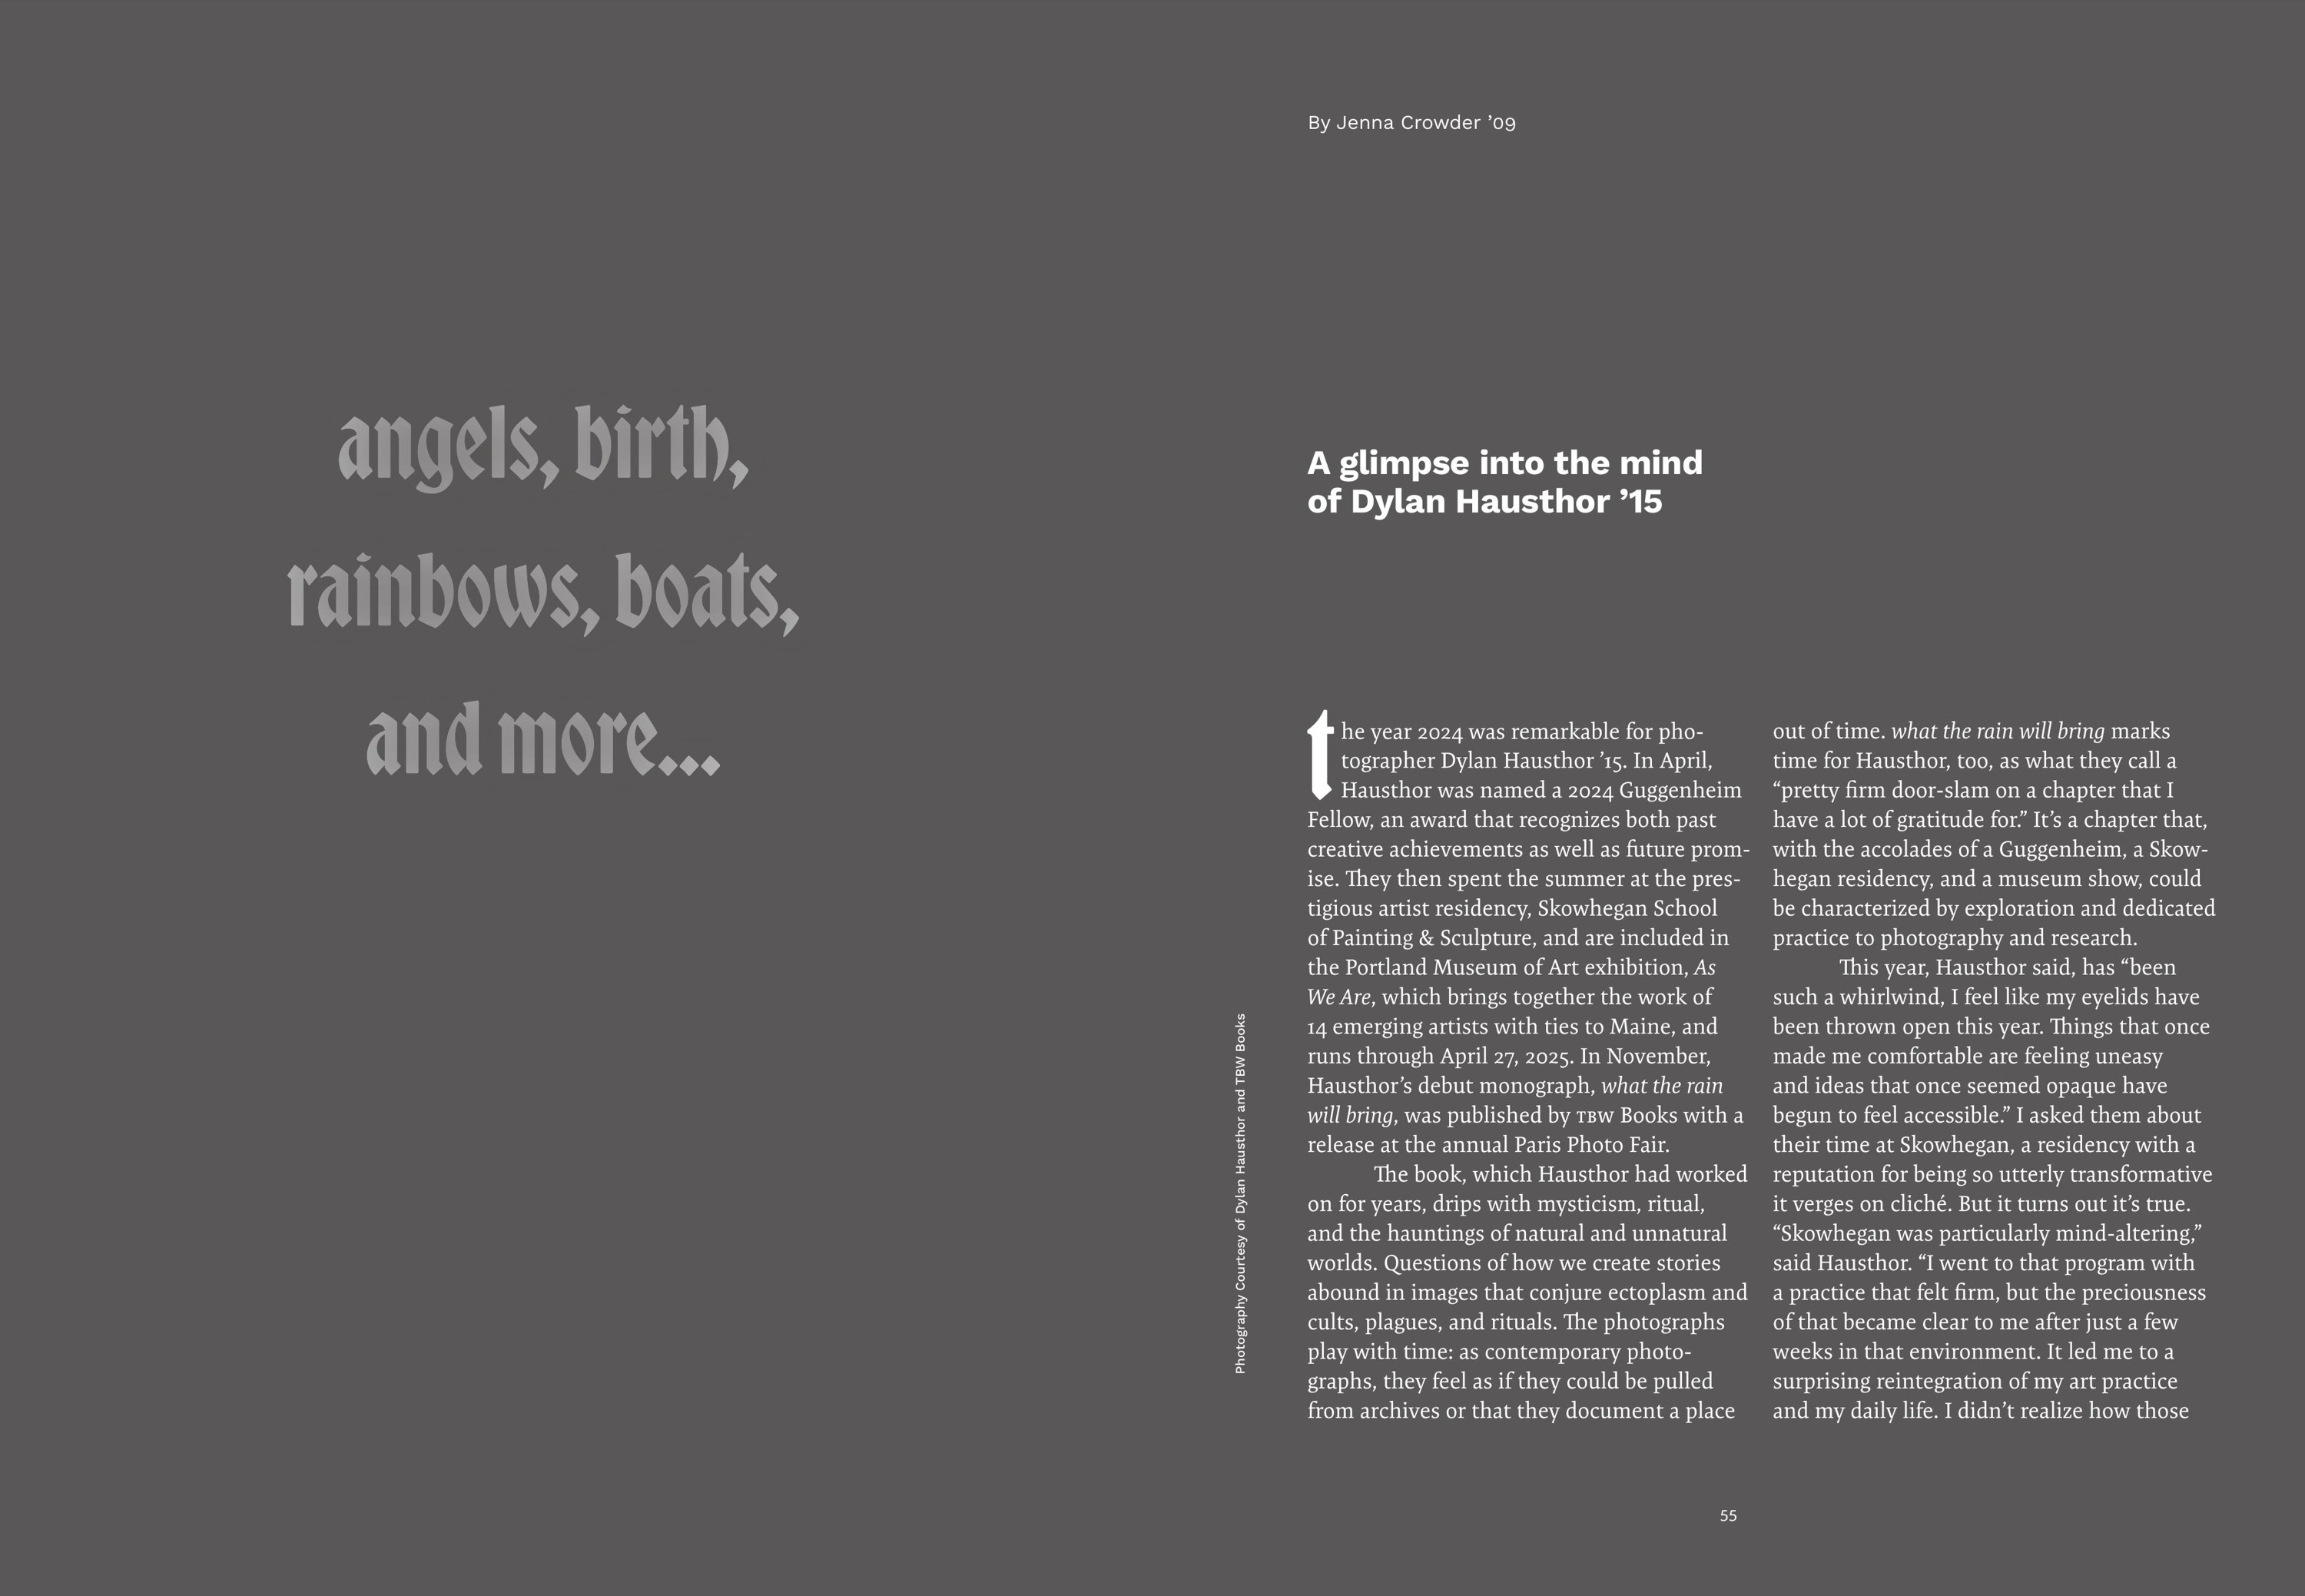 angels, birth,
rainbows, boats,
and more...
By Jenna Crowder ’09
A glimpse into the mind
of Dylan Hausthor ’15
Photography Courtesy of Dylan Hausthor and TBW Books
the year 2024 was remarkable for pho-
tographer Dylan Hausthor ’15. In April,
Hausthor was named a 2024 Guggenheim
Fellow, an award that recognizes both past
creative achievements as well as future prom-
ise. They then spent the summer at the pres-
tigious artist residency, Skowhegan School
of Painting & Sculpture, and are included in
the Portland Museum of Art exhibition, As
We Are, which brings together the work of
14 emerging artists with ties to Maine, and
runs through April 27, 2025. In November,
Hausthor’s debut monograph, what the rain
will bring, was published by TBW Books with a
release at the annual Paris Photo Fair.
The book, which Hausthor had worked
on for years, drips with mysticism, ritual,
and the hauntings of natural and unnatural
worlds. Questions of how we create stories
abound in images that conjure ectoplasm and
cults, plagues, and rituals. The photographs
play with time: as contemporary photo-
graphs, they feel as if they could be pulled
from archives or that they document a place
out of time. what the rain will bring marks
time for Hausthor, too, as what they call a
“pretty firm door-slam on a chapter that I
have a lot of gratitude for.” It’s a chapter that,
with the accolades of a Guggenheim, a Skow-
hegan residency, and a museum show, could
be characterized by exploration and dedicated
practice to photography and research.
This year, Hausthor said, has “been
such a whirlwind, I feel like my eyelids have
been thrown open this year. Things that once
made me comfortable are feeling uneasy
and ideas that once seemed opaque have
begun to feel accessible.” I asked them about
their time at Skowhegan, a residency with a
reputation for being so utterly transformative
it verges on cliché. But it turns out it’s true.
“Skowhegan was particularly mind-altering,”
said Hausthor. “I went to that program with
a practice that felt firm, but the preciousness
of that became clear to me after just a few
weeks in that environment. It led me to a
surprising reintegration of my art practice
and my daily life. I didn’t realize how those
55